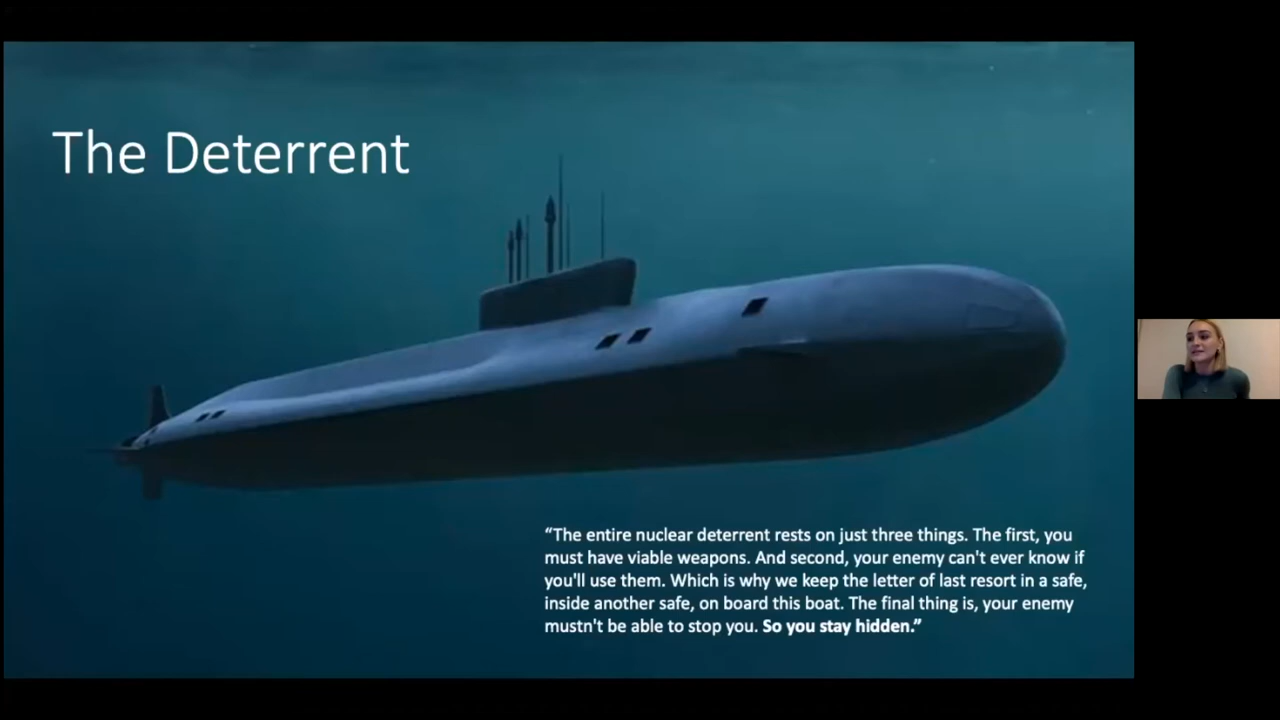 The Deterrent
“The entire nuclear deterrent rests on just three things. The first, you
must have viable weapons. And second, your enemy can't ever know if
you'll use them. Which is why we keep the letter of last resort in a safe,
inside another safe, on board this boat. The final thing is, your enemy
mustn't be able to stop you. So you stay hidden.”